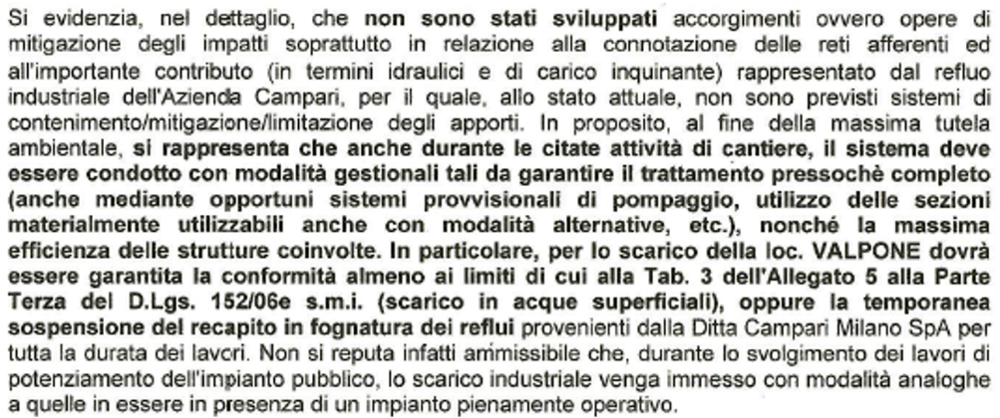 Si evidenzia, nel dettaglio, che non sono stati sviluppati accorgimenti ovvero opere di
mitigazione degli impatti soprattutto in relazione alla connotazione delle reti afferenti ed
all'importante contributo (in termini idraulici e di carico inquinante) rappresentato dal refluo
industriale dell'Azienda Campari, per il quale, allo stato attuale, non sono previsti sistemi di
contenimento/mitigazione/limitazione degli apporti. In proposito, al fine della massima tutela
ambientale, si rappresenta che anche durante le citate attività di cantiere, il sistema deve
essere condotto con modalità gestionali tali da garantire il trattamento pressochè completo
(anche mediante opportuni sistemi provvisionali di pompaggio, utilizzo delle sezioni
materialmente utilizzabili anche con modalità alternative, etc.), nonché la massima
efficienza delle strutture coinvolte. In particolare, per lo scarico della loc. VALPONE dovrà
essere garantita la conformità almeno ai limiti di cui alla Tab. 3 dell'Allegato 5 alla Parte
Terza del D.Lgs. 152/06e s.m.i. (scarico in acque superficiali), oppure la temporanea
sospensione del recapito in fognatura dei reflui provenienti dalla Ditta Campari Milano SpA per
tutta la durata dei lavori. Non si reputa infatti ammissibile che, durante lo svolgimento dei lavori di
potenziamento dell'impianto pubblico, lo scarico industriale venga immesso con modalità analoghe
a quelle in essere in presenza di un impianto pienamente operativo.